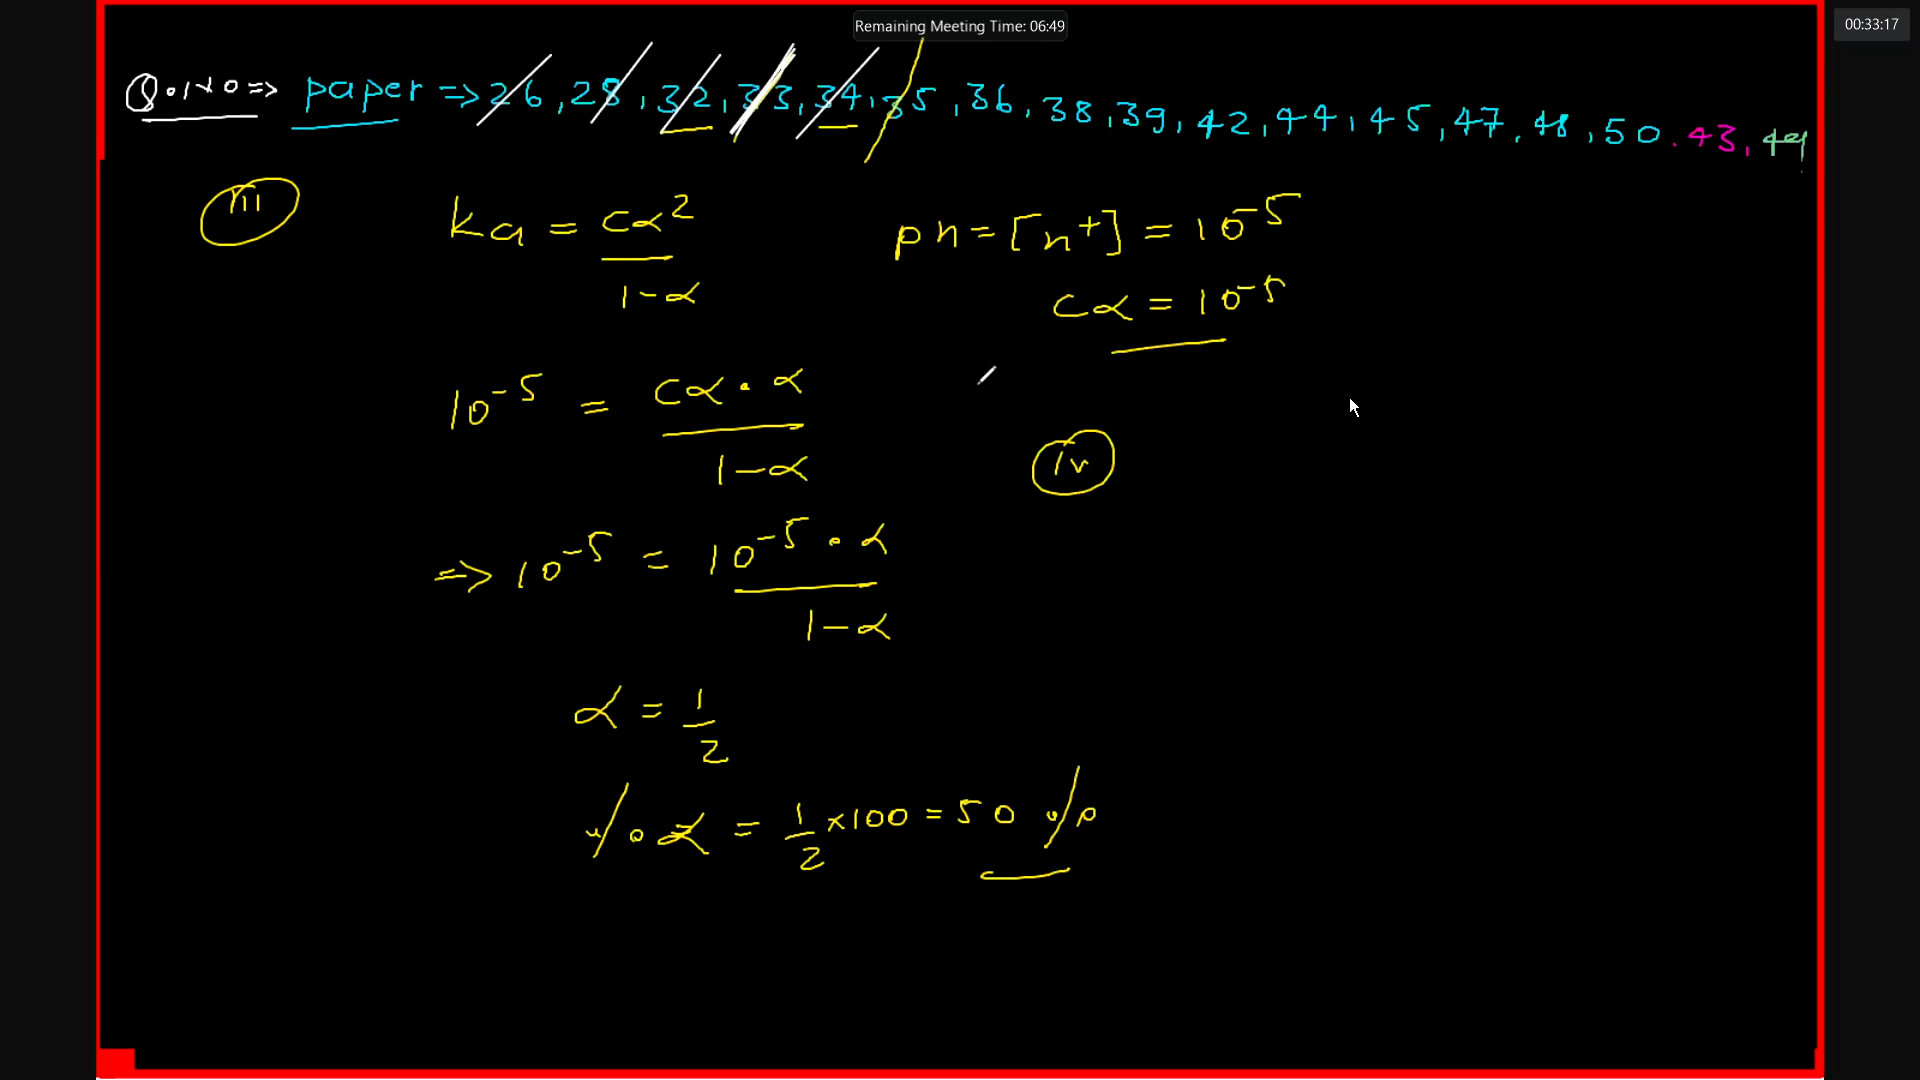 Remaining Meeting Time: 06:49
00:33:17
Q.no => paper => 26, 28, 32, 33, 34, 35, 36, 38, 39, 42, 44, 45, 47, 48, 50. 43, 49
iii
ka = cα² / 1-α
pH = [H+] = 10^-5
cα = 10^-5
10^-5 = cα . α / 1-α
iv
=> 10^-5 = 10^-5 . α / 1-α
α = 1/2
% α = 1/2 ×100 = 50 %